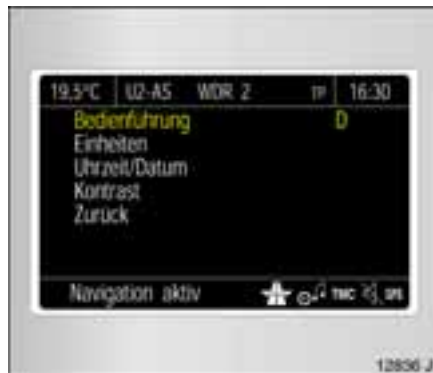 19,5°C U2-AS WDR 2 TP 16:30
Bedienführung D
Einheiten
Uhrzeit/Datum
Kontrast
Zurück
Navigation aktiv TMC GPS
12836 J